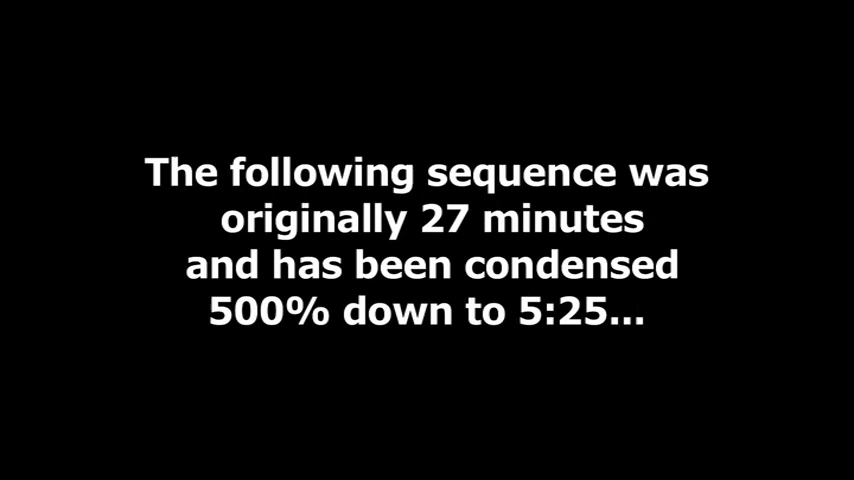 The following sequence was
originally 27 minutes
and has been condensed
500% down to 5:25...